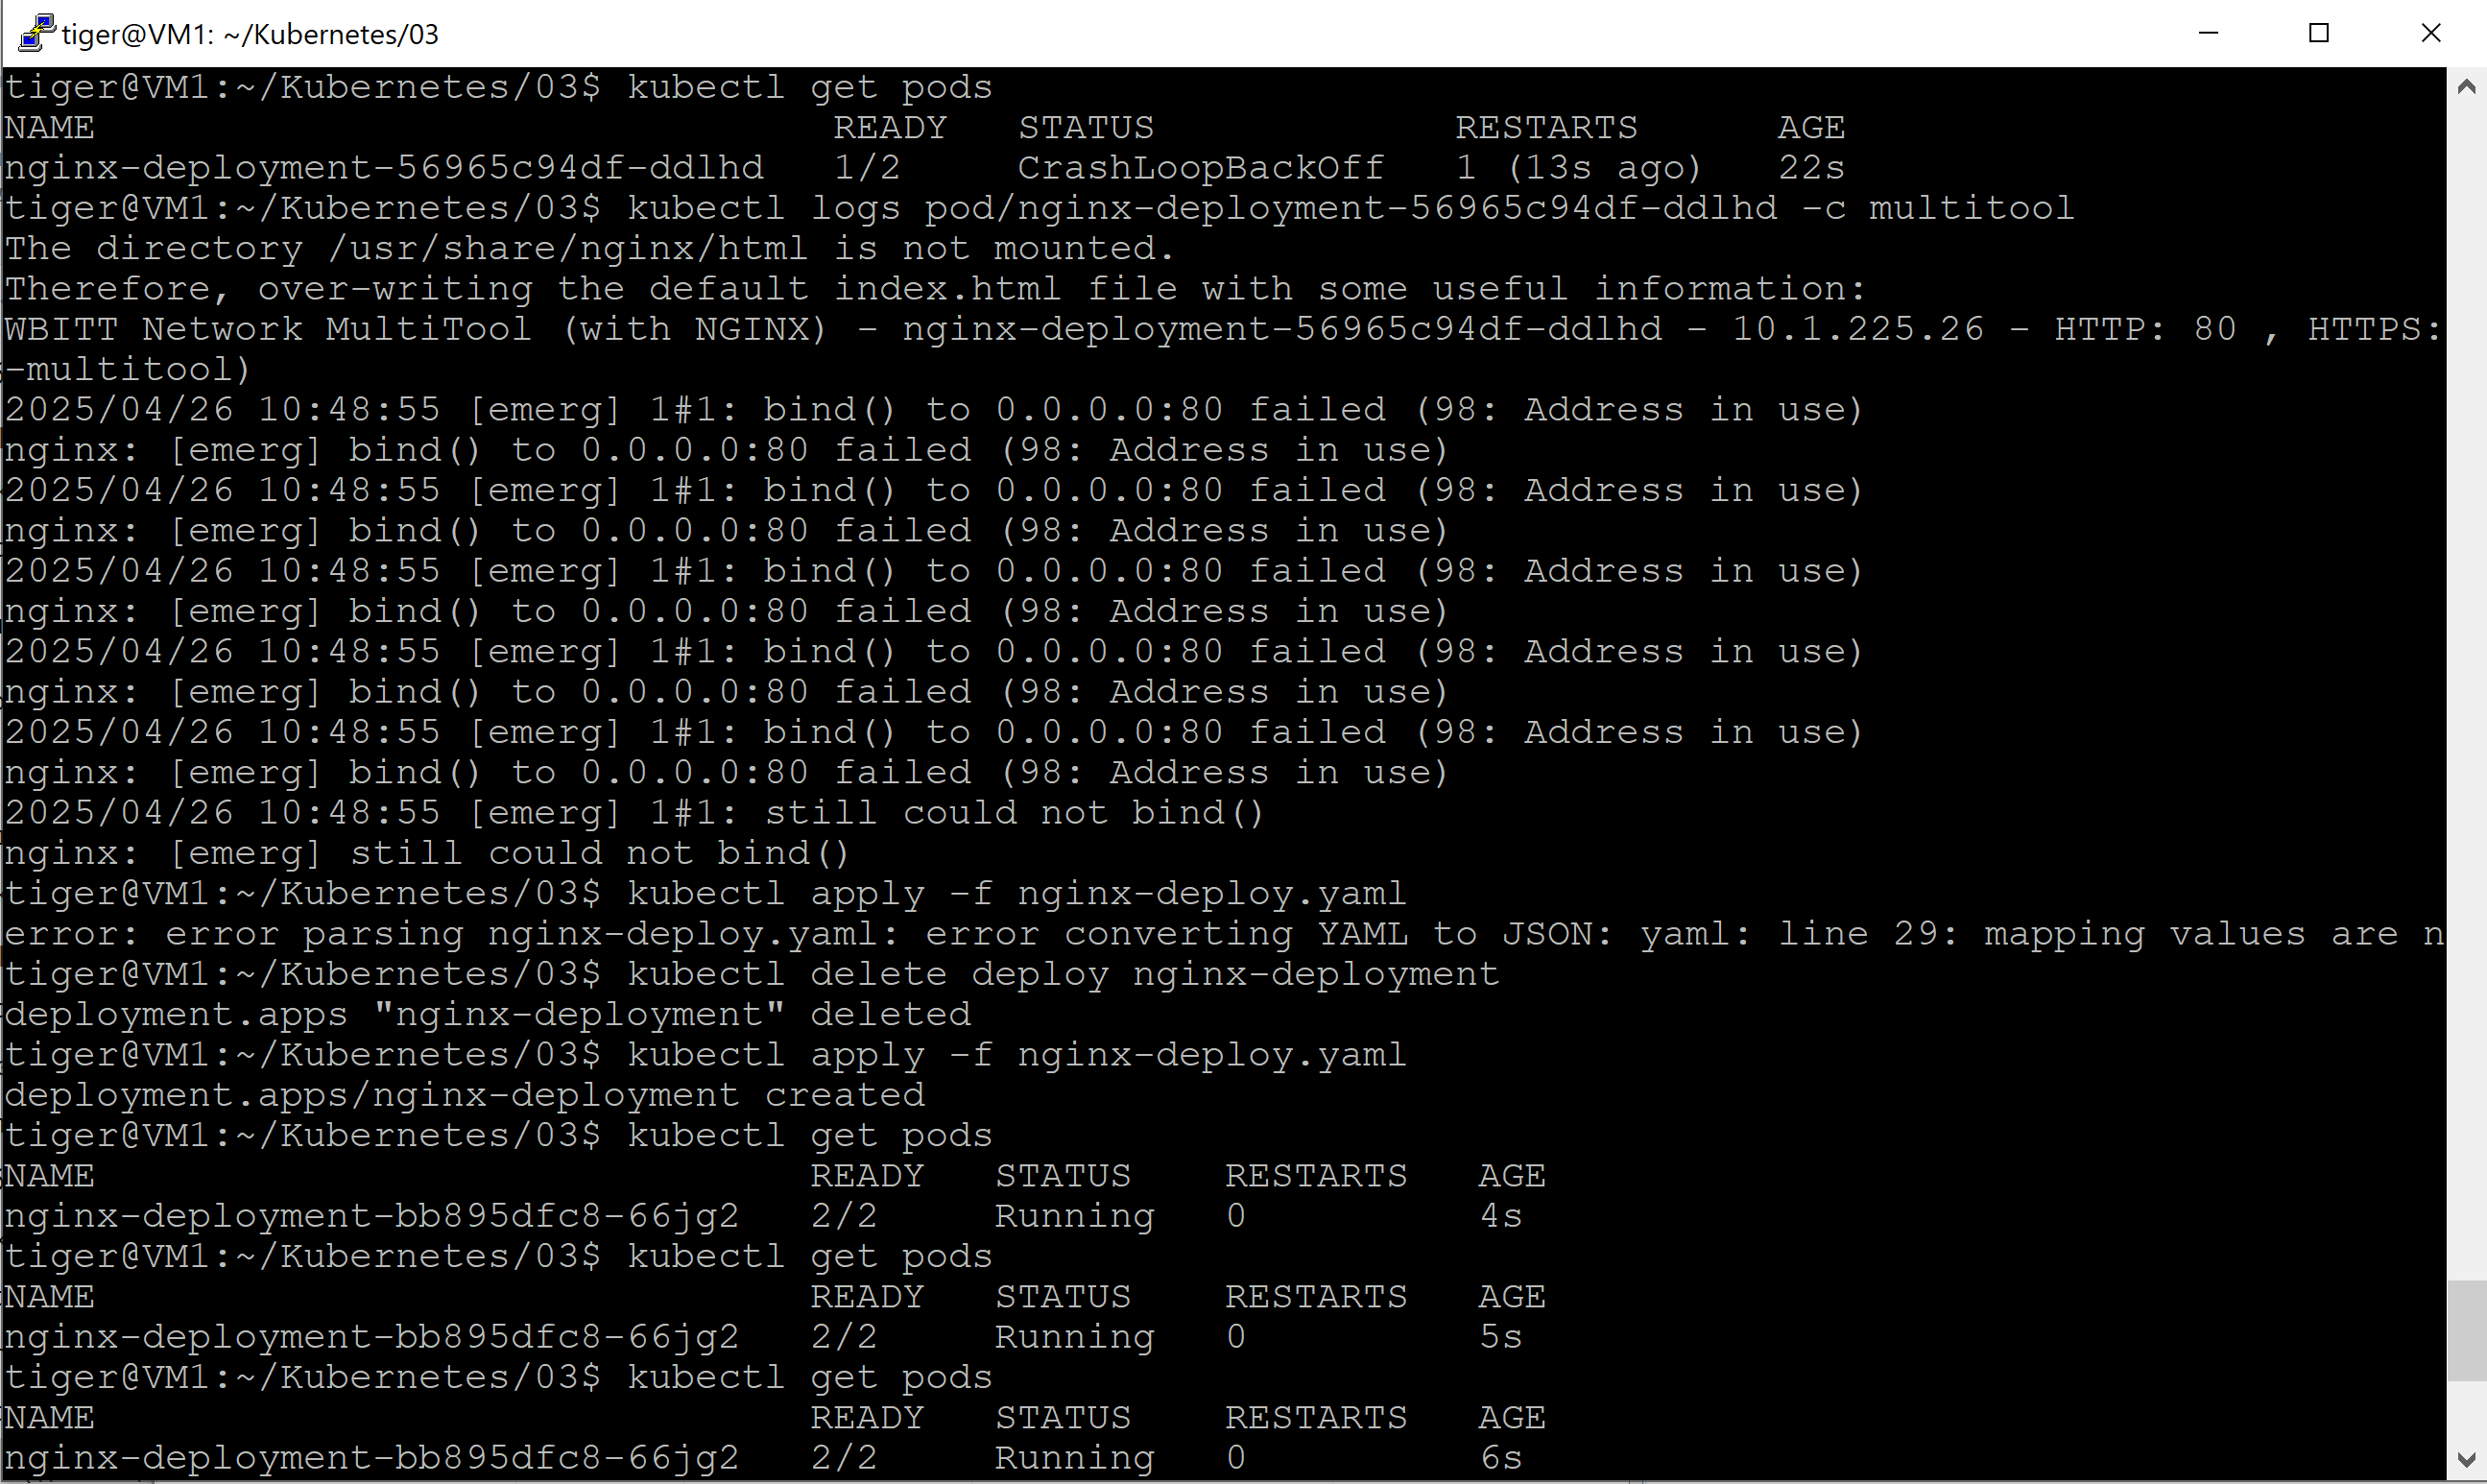 tiger@VM1: ~/Kubernetes/03
tiger@VM1:~/Kubernetes/03$ kubectl get pods
NAME                                READY   STATUS             RESTARTS      AGE
nginx-deployment-56965c94df-ddlhd   1/2     CrashLoopBackOff   1 (13s ago)   22s
tiger@VM1:~/Kubernetes/03$ kubectl logs pod/nginx-deployment-56965c94df-ddlhd -c multitool
The directory /usr/share/nginx/html is not mounted.
Therefore, over-writing the default index.html file with some useful information:
WBITT Network MultiTool (with NGINX) - nginx-deployment-56965c94df-ddlhd - 10.1.225.26 - HTTP: 80 , HTTPS:
-multitool)
2025/04/26 10:48:55 [emerg] 1#1: bind() to 0.0.0.0:80 failed (98: Address in use)
nginx: [emerg] bind() to 0.0.0.0:80 failed (98: Address in use)
2025/04/26 10:48:55 [emerg] 1#1: bind() to 0.0.0.0:80 failed (98: Address in use)
nginx: [emerg] bind() to 0.0.0.0:80 failed (98: Address in use)
2025/04/26 10:48:55 [emerg] 1#1: bind() to 0.0.0.0:80 failed (98: Address in use)
nginx: [emerg] bind() to 0.0.0.0:80 failed (98: Address in use)
2025/04/26 10:48:55 [emerg] 1#1: bind() to 0.0.0.0:80 failed (98: Address in use)
nginx: [emerg] bind() to 0.0.0.0:80 failed (98: Address in use)
2025/04/26 10:48:55 [emerg] 1#1: bind() to 0.0.0.0:80 failed (98: Address in use)
nginx: [emerg] bind() to 0.0.0.0:80 failed (98: Address in use)
2025/04/26 10:48:55 [emerg] 1#1: still could not bind()
nginx: [emerg] still could not bind()
tiger@VM1:~/Kubernetes/03$ kubectl apply -f nginx-deploy.yaml
error: error parsing nginx-deploy.yaml: error converting YAML to JSON: yaml: line 29: mapping values are n
tiger@VM1:~/Kubernetes/03$ kubectl delete deploy nginx-deployment
deployment.apps "nginx-deployment" deleted
tiger@VM1:~/Kubernetes/03$ kubectl apply -f nginx-deploy.yaml
deployment.apps/nginx-deployment created
tiger@VM1:~/Kubernetes/03$ kubectl get pods
NAME                               READY   STATUS    RESTARTS   AGE
nginx-deployment-bb895dfc8-66jg2   2/2     Running   0          4s
tiger@VM1:~/Kubernetes/03$ kubectl get pods
NAME                               READY   STATUS    RESTARTS   AGE
nginx-deployment-bb895dfc8-66jg2   2/2     Running   0          5s
tiger@VM1:~/Kubernetes/03$ kubectl get pods
NAME                               READY   STATUS    RESTARTS   AGE
nginx-deployment-bb895dfc8-66jg2   2/2     Running   0          6s